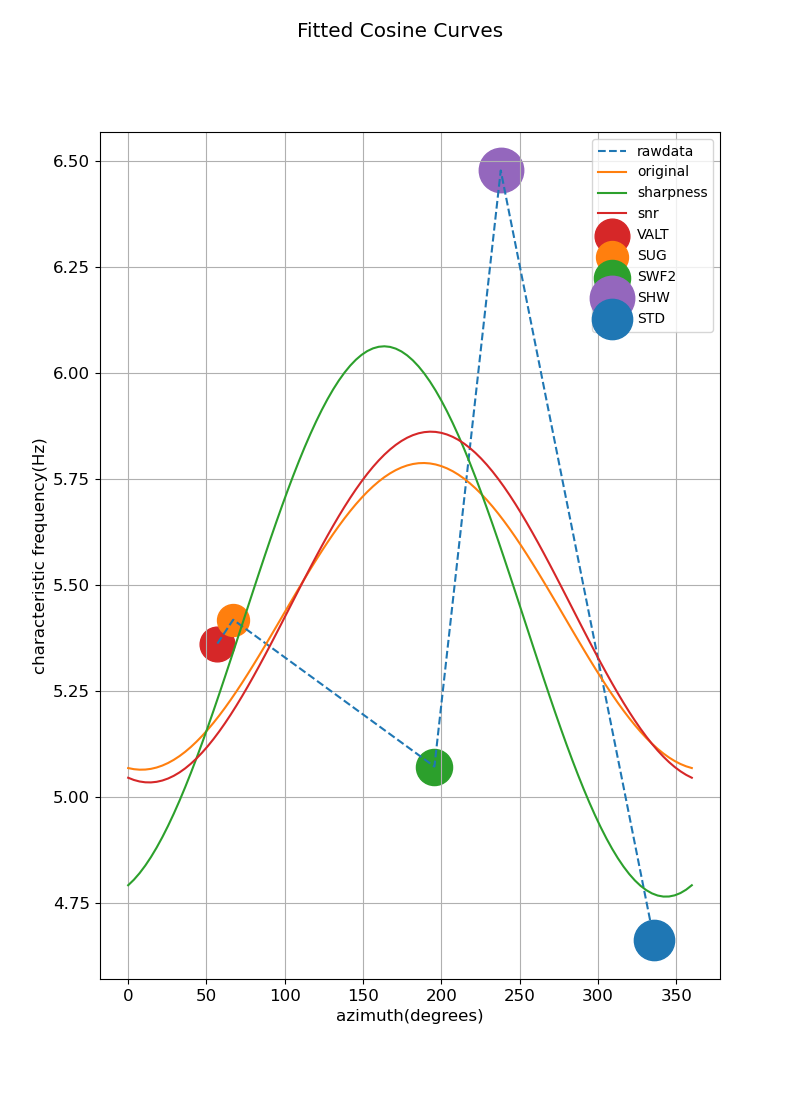 Fitted Cosine Curves
rawdata
original
sharpness
snr
VALT
SUG
SWF2
SHW
STD
6.50
6.25
6.00
5.75
5.50
5.25
5.00
4.75
characteristic frequency(Hz)
0 50 100 150 200 250 300 350
azimuth(degrees)